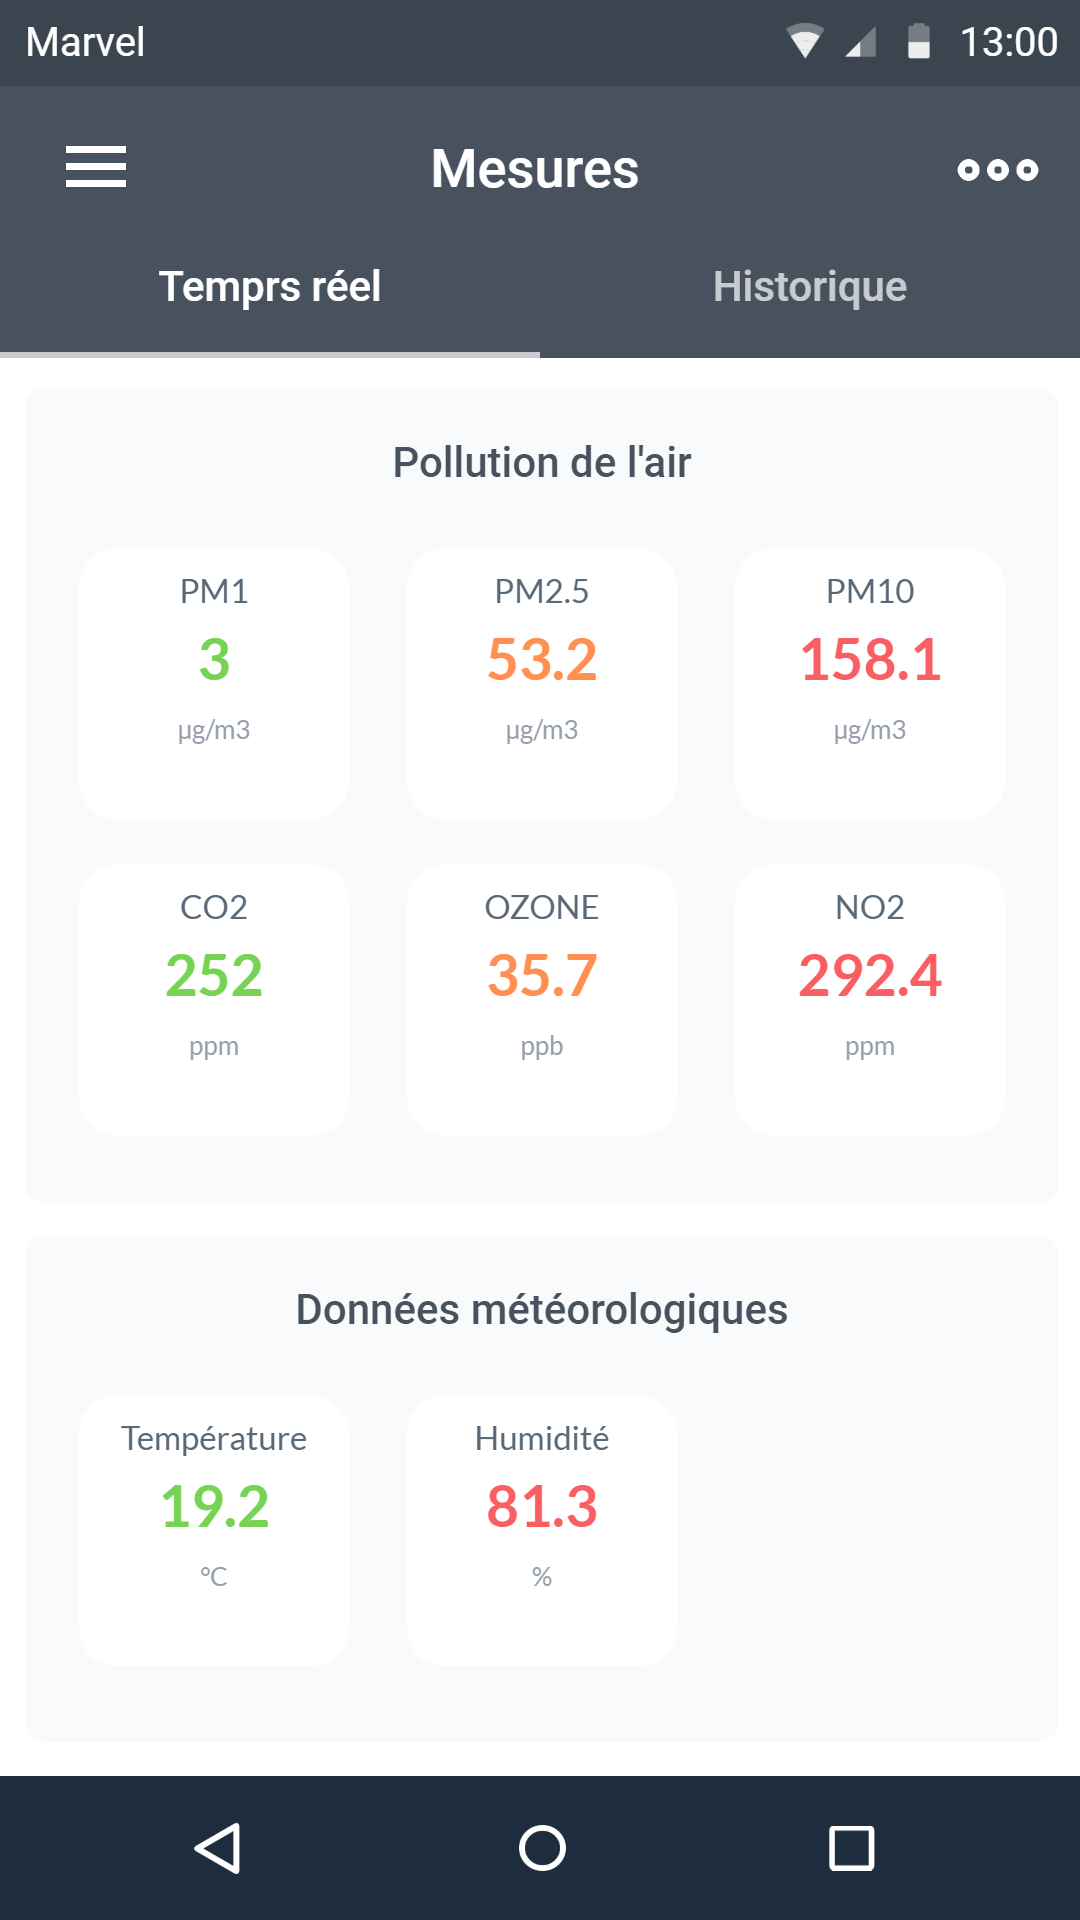 Marvel 13:00
Mesures
Temprs réel Historique
Pollution de l'air
PM1 PM2.5 PM10
3 53.2 158.1
µg/m3 µg/m3 µg/m3
CO2 OZONE NO2
252 35.7 292.4
ppm ppb ppm
Données météorologiques
Température Humidité
19.2 81.3
°C %